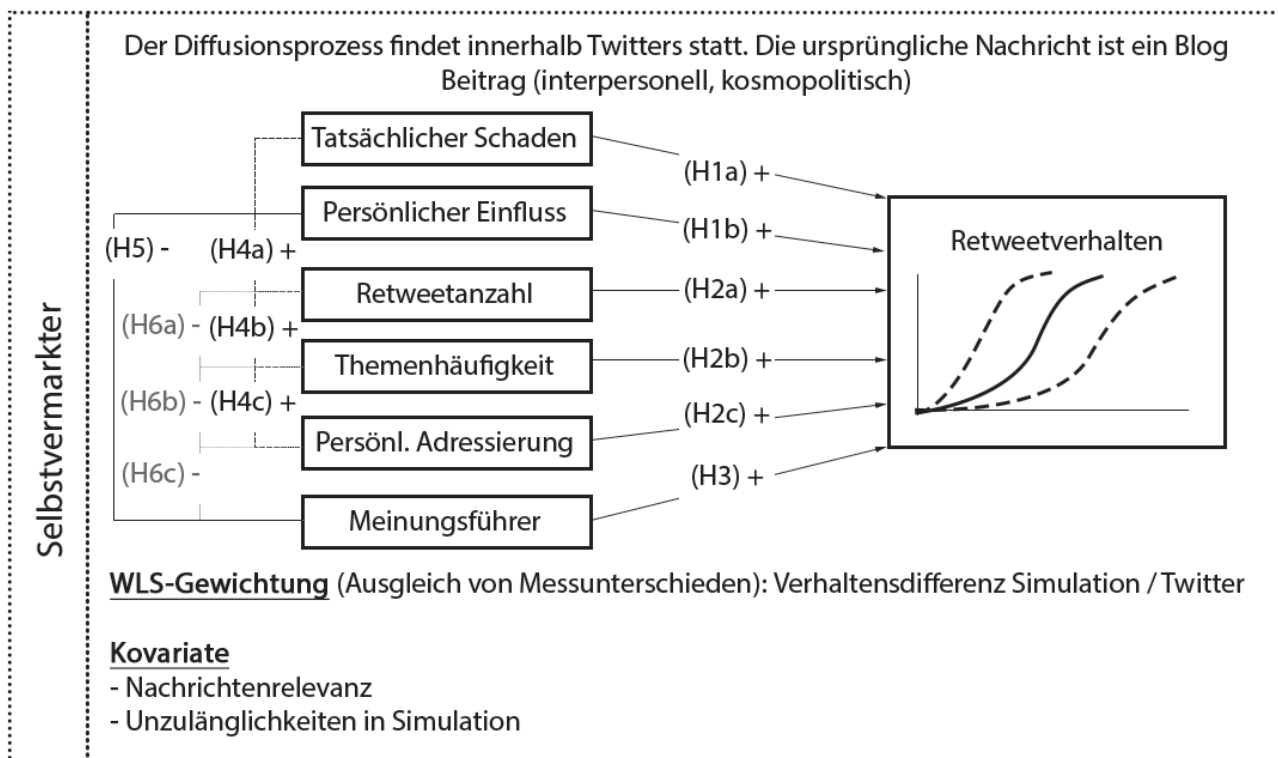 Der Diffusionsprozess findet innerhalb Twitters statt. Die ursprüngliche Nachricht ist ein Blog
Beitrag (interpersonell, kosmopolitisch)
Selbstvermarkter
Tatsächlicher Schaden
(H1a) +
Persönlicher Einfluss
(H1b) +
Retweetverhalten
(H5) -
(H4a) +
Retweetanzahl
(H2a) +
(H6a) -
(H4b) +
Themenhäufigkeit
(H2b) +
(H6b) -
(H4c) +
(H2c) +
Persönl. Adressierung
(H6c) -
(H3) +
Meinungsführer
WLS-Gewichtung (Ausgleich von Messunterschieden): Verhaltensdifferenz Simulation / Twitter
Kovariate
- Nachrichtenrelevanz
- Unzulänglichkeiten in Simulation